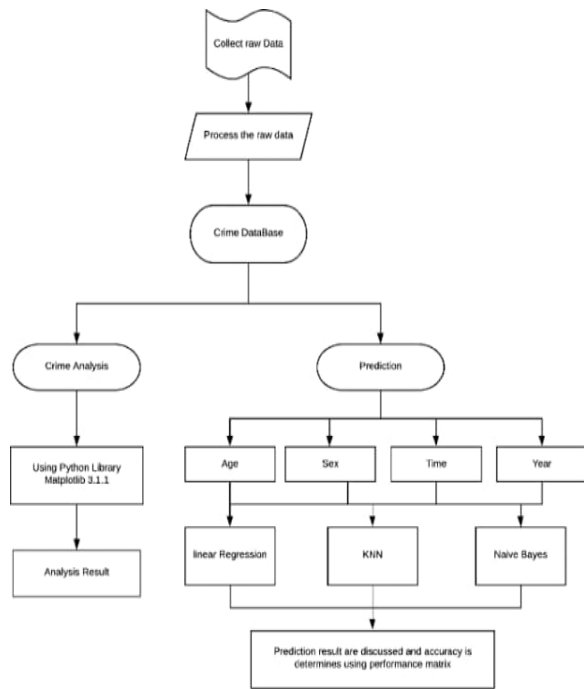 Collect raw Data
Process the raw data
Crime DataBase
Crime Analysis
Prediction
Using Python Library
Matplotlib 3.1.1
Age
Sex
Time
Year
Analysis Result
linear Regression
KNN
Naive Bayes
Prediction result are discussed and accuracy is
determines using performance matrix